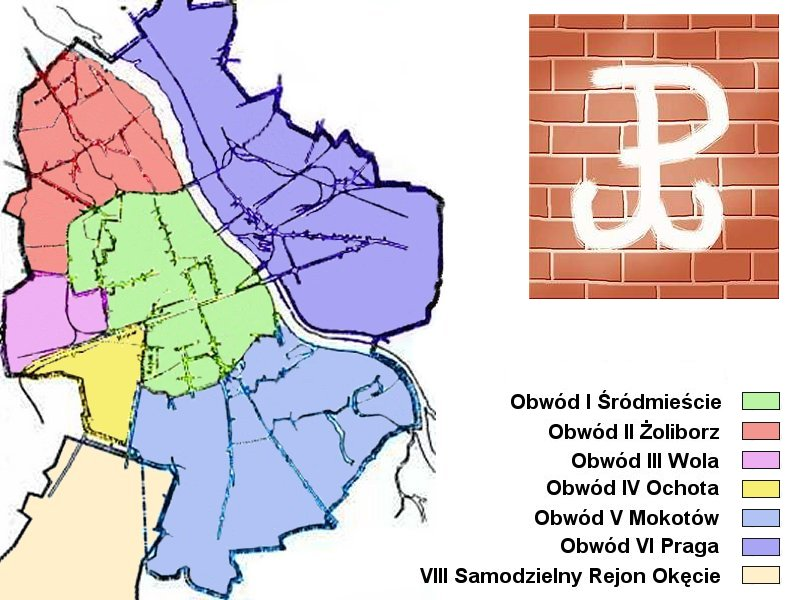 Obwód I Śródmieście
Obwód II Żoliborz
Obwód III Wola
Obwód IV Ochota
Obwód V Mokotów
Obwód VI Praga
VIII Samodzielny Rejon Okęcie